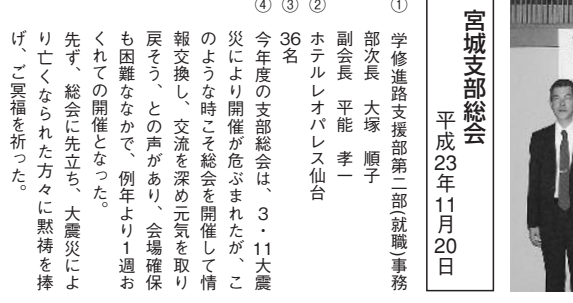 宮城支部総会
平成23年11月20日
① 学修進路支援部第二部(就職)事務
部次長 大塚 順子
副会長 平能 孝一
② ホテルレオパレス仙台
③ 36名
④ 今年度の支部総会は、3・11大震
災により開催が危ぶまれたが、こ
のような時こそ総会を開催して情
報交換し、交流を深め元気を取り
戻そう、との声があり、会場確保
も困難ななかで、例年より1週お
くれての開催となった。
先ず、総会に先立ち、大震災によ
り亡くなられた方々に黙祷を捧
げ、ご冥福を祈った。